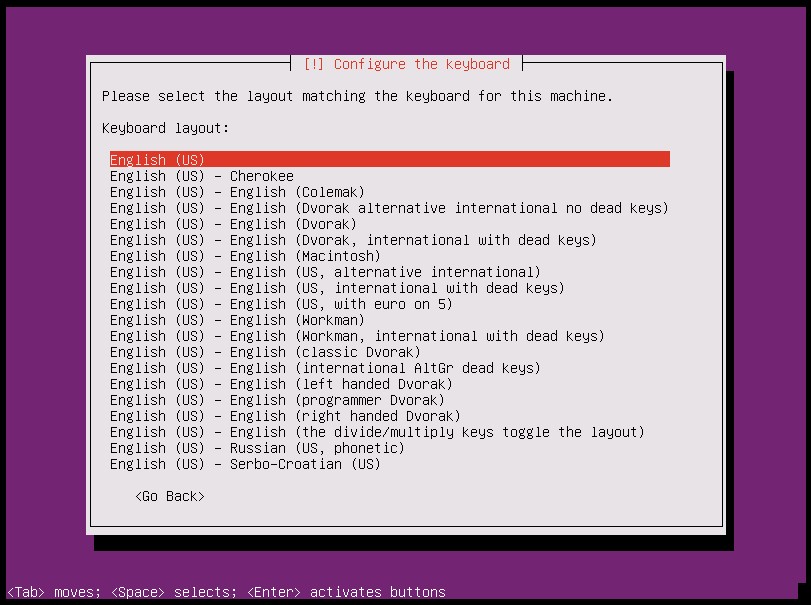 [!] Configure the keyboard
Please select the layout matching the keyboard for this machine.
Keyboard layout:
English (US)
English (US) – Cherokee
English (US) – English (Colemak)
English (US) – English (Dvorak alternative international no dead keys)
English (US) – English (Dvorak)
English (US) – English (Dvorak, international with dead keys)
English (US) – English (Macintosh)
English (US) – English (US, alternative international)
English (US) – English (US, international with dead keys)
English (US) – English (US, with euro on 5)
English (US) – English (Workman)
English (US) – English (Workman, international with dead keys)
English (US) – English (classic Dvorak)
English (US) – English (international AltGr dead keys)
English (US) – English (left handed Dvorak)
English (US) – English (programmer Dvorak)
English (US) – English (right handed Dvorak)
English (US) – English (the divide/multiply keys toggle the layout)
English (US) – Russian (US, phonetic)
English (US) – Serbo-Croatian (US)
<Go Back>
<Tab> moves; <Space> selects; <Enter> activates buttons